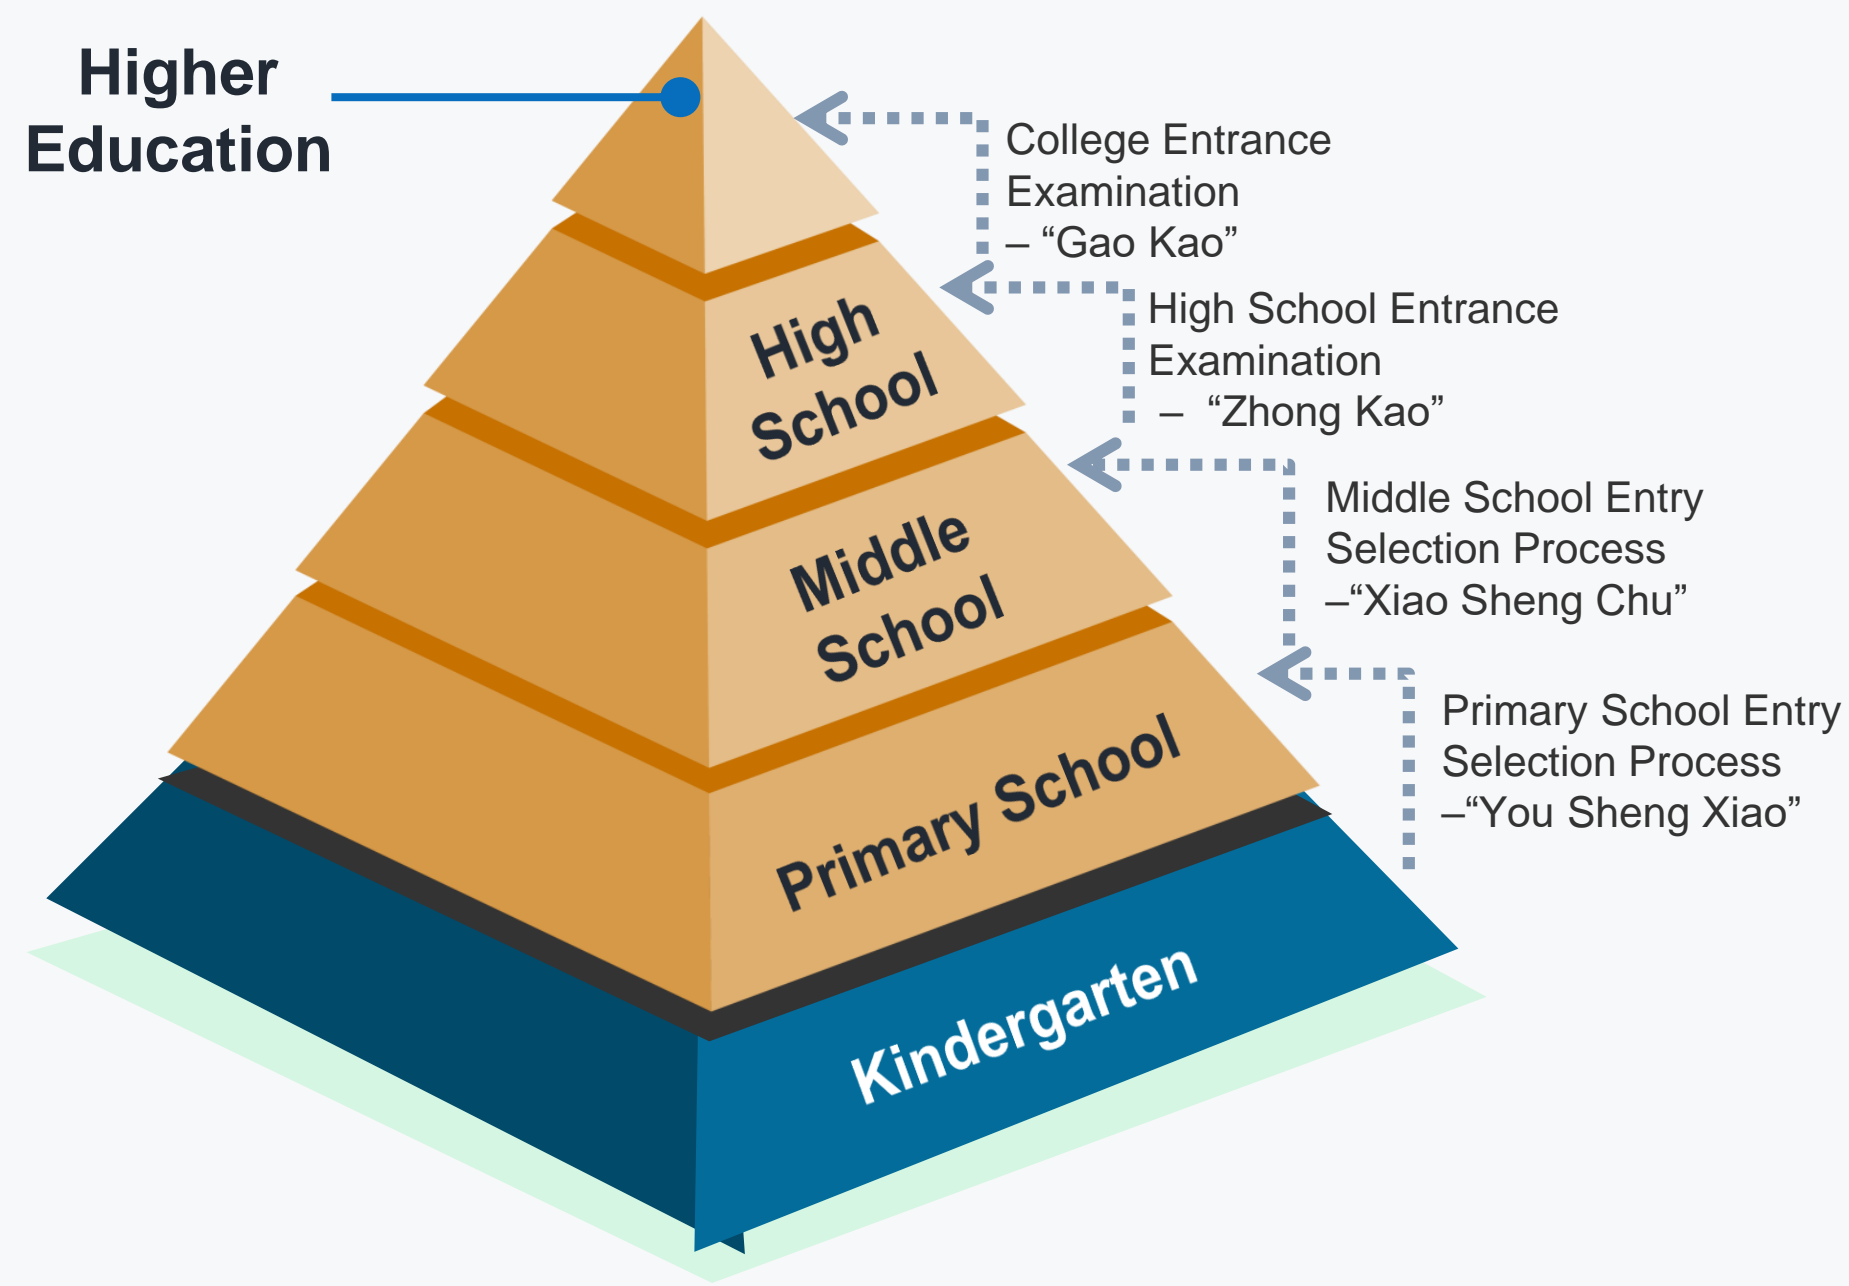 Higher
Education
College Entrance
Examination
– “Gao Kao”
High School Entrance
Examination
– “Zhong Kao”
High
School
Middle School Entry
Selection Process
–“Xiao Sheng Chu”
Middle
School
Primary School Entry
Selection Process
–“You Sheng Xiao”
Primary School
Kindergarten